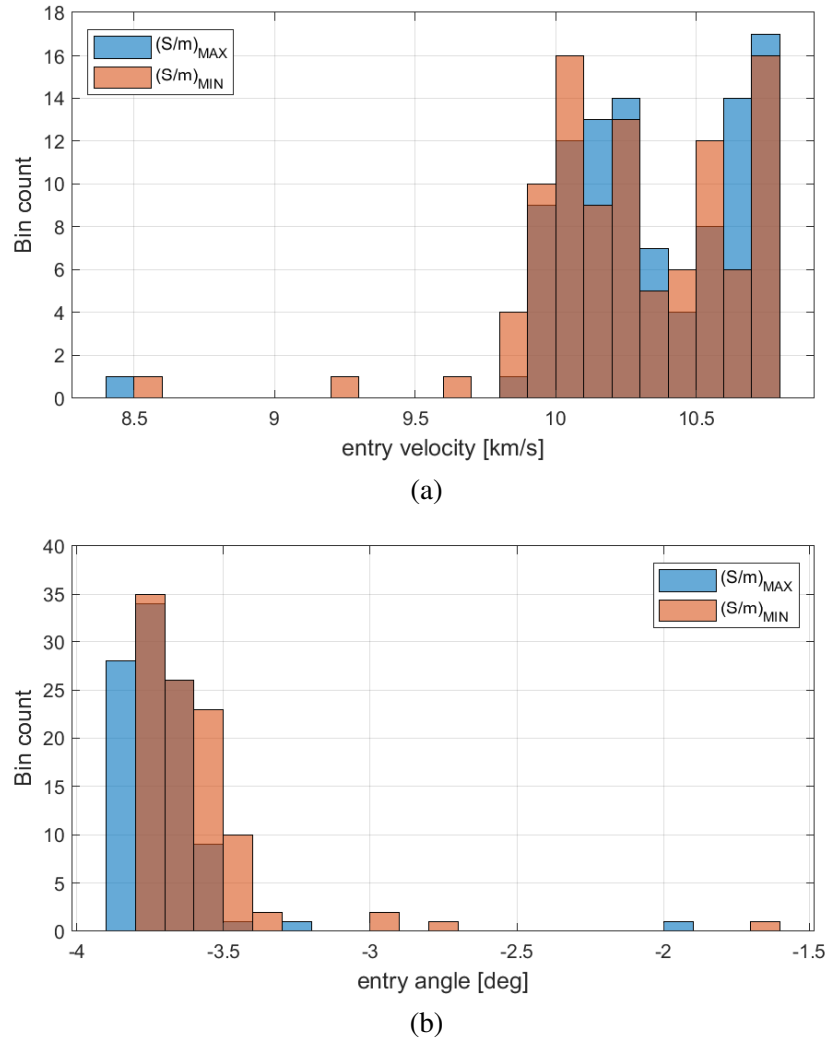 18
16
14
12
10
8
6
4
2
0
Bin count
(S/m)MAX
(S/m)MIN
8.5 9 9.5 10 10.5
entry velocity [km/s]
(a)
40
35
30
25
20
15
10
5
0
Bin count
(S/m)MAX
(S/m)MIN
-4 -3.5 -3 -2.5 -2 -1.5
entry angle [deg]
(b)